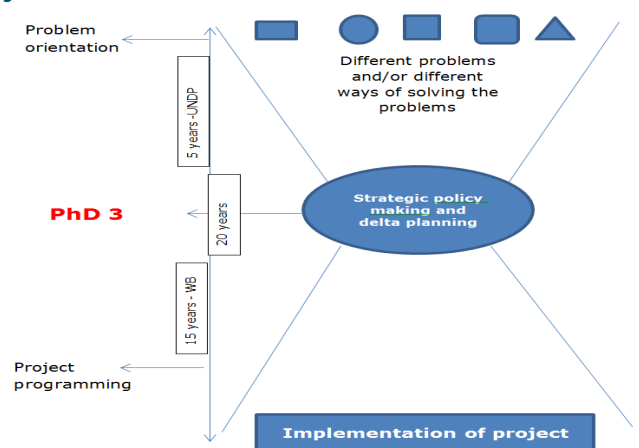 Problem
orientation
Different problems
and/or different
ways of solving the
problems
5 years -UNDP
Strategic policy
making and
delta planning
PhD 3
20 years
15 years - WB
Project
programming
Implementation of project